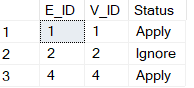 E_ID V_ID Status
1 1 1 Apply
2 2 2 Ignore
3 4 4 Apply